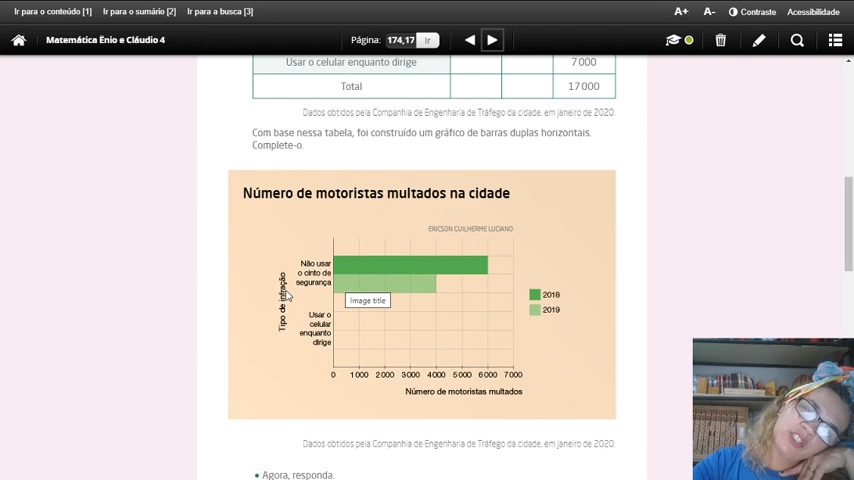 Ir para o conteúdo [1] Ir para o sumário [2] Ir para a busca [3] A+ A- Contraste Acessibilidade
Matemática Enio e Cláudio 4 Página: 174,17 Ir
Usar o celular enquanto dirige 7 000
Total 17 000
Dados obtidos pela Companhia de Engenharia de Tráfego da cidade, em janeiro de 2020.
Com base nessa tabela, foi construído um gráfico de barras duplas horizontais.
Complete-o.
Número de motoristas multados na cidade
ERICSON GUILHERME LUCIANO
Tipo de infração
Não usar
o cinto de
segurança
Image title
2018
2019
Usar o
celular
enquanto
dirige
0 1 000 2 000 3 000 4 000 5 000 6 000 7 000
Número de motoristas multados
Dados obtidos pela Companhia de Engenharia de Tráfego da cidade, em janeiro de 2020.
• Agora, responda.